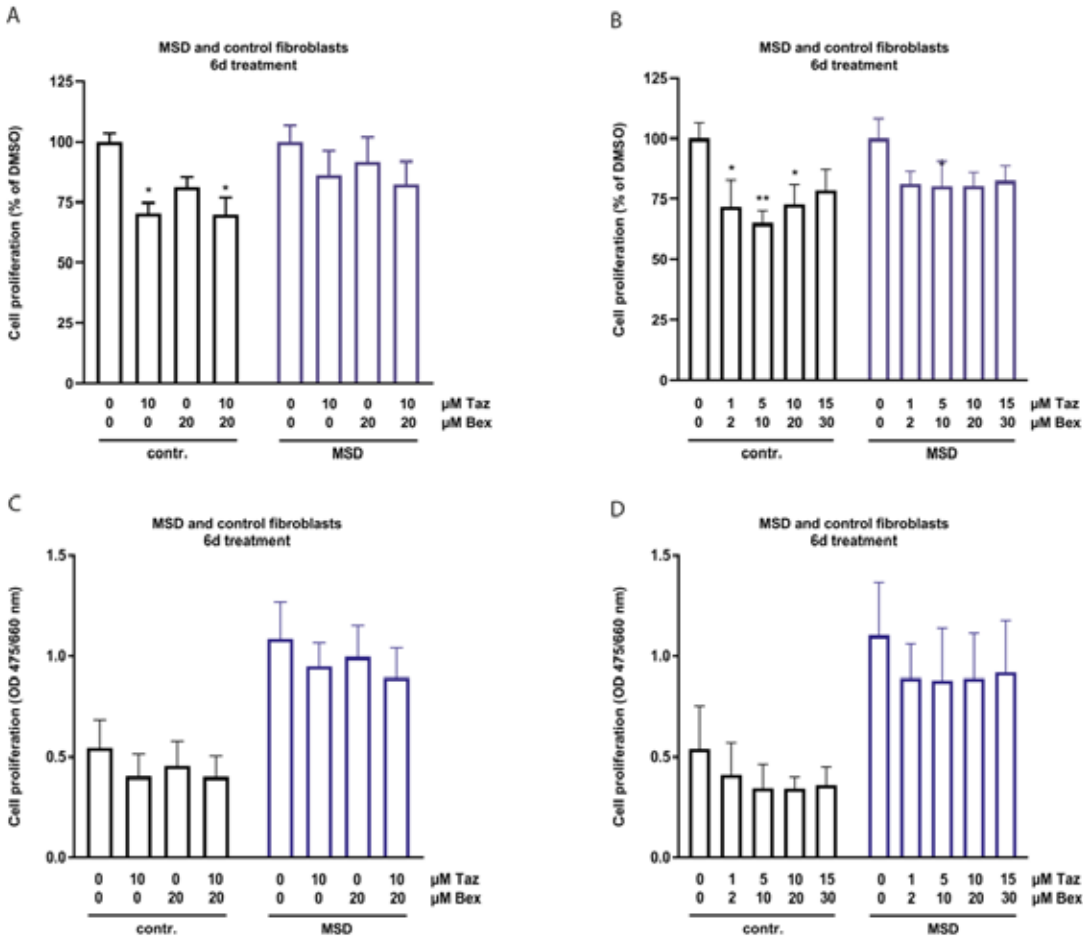 A
MSD and control fibroblasts
6d treatment
Cell proliferation (% of DMSO)
125
100
75
50
25
0
* *
0 10 0 10 0 10 0 10 µM Taz
0 0 20 20 0 0 20 20 µM Bex
contr. MSD
B
MSD and control fibroblasts
6d treatment
Cell proliferation (% of DMSO)
125
100
75
50
25
0
* ** * *
0 1 5 10 15 0 1 5 10 15 µM Taz
0 2 10 20 30 0 2 10 20 30 µM Bex
contr. MSD
C
MSD and control fibroblasts
6d treatment
Cell proliferation (OD 475/660 nm)
1.5
1.0
0.5
0.0
0 10 0 10 0 10 0 10 µM Taz
0 0 20 20 0 0 20 20 µM Bex
contr. MSD
D
MSD and control fibroblasts
6d treatment
Cell proliferation (OD 475/660 nm)
1.5
1.0
0.5
0.0
0 1 5 10 15 0 1 5 10 15 µM Taz
0 2 10 20 30 0 2 10 20 30 µM Bex
contr. MSD